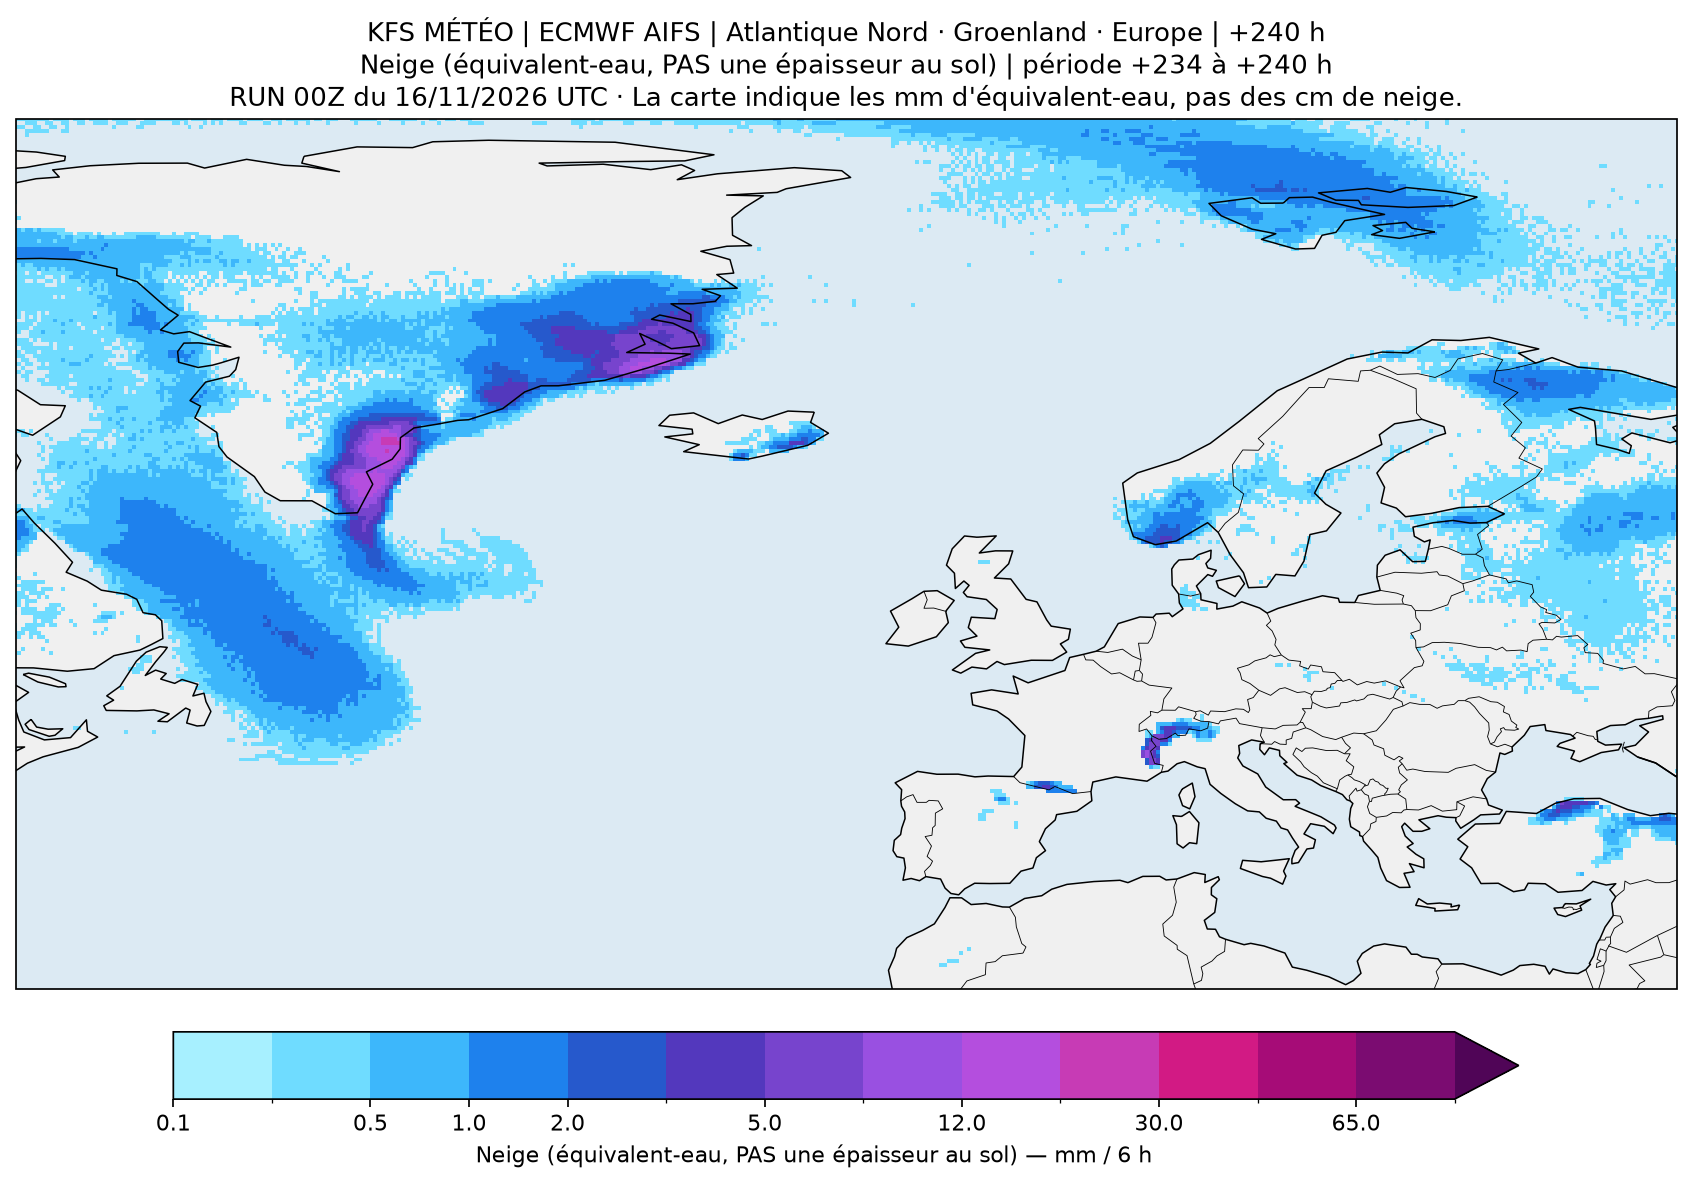 KFS MÉTÉO | ECMWF AIFS | Atlantique Nord · Groenland · Europe | +240 h
Neige (équivalent-eau, PAS une épaisseur au sol) | période +234 à +240 h
RUN 00Z du 16/11/2026 UTC · La carte indique les mm d'équivalent-eau, pas des cm de neige.
0.1 0.5 1.0 2.0 5.0 12.0 30.0 65.0
Neige (équivalent-eau, PAS une épaisseur au sol) — mm / 6 h